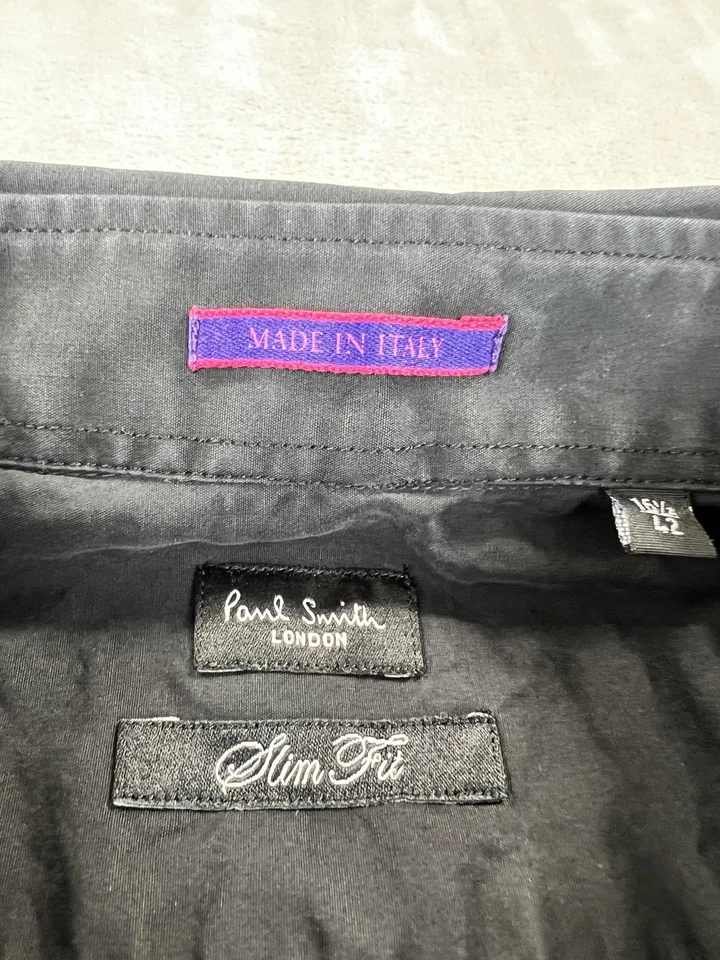 MADE IN ITALY
16½
42
Paul Smith
LONDON
Slim Fit